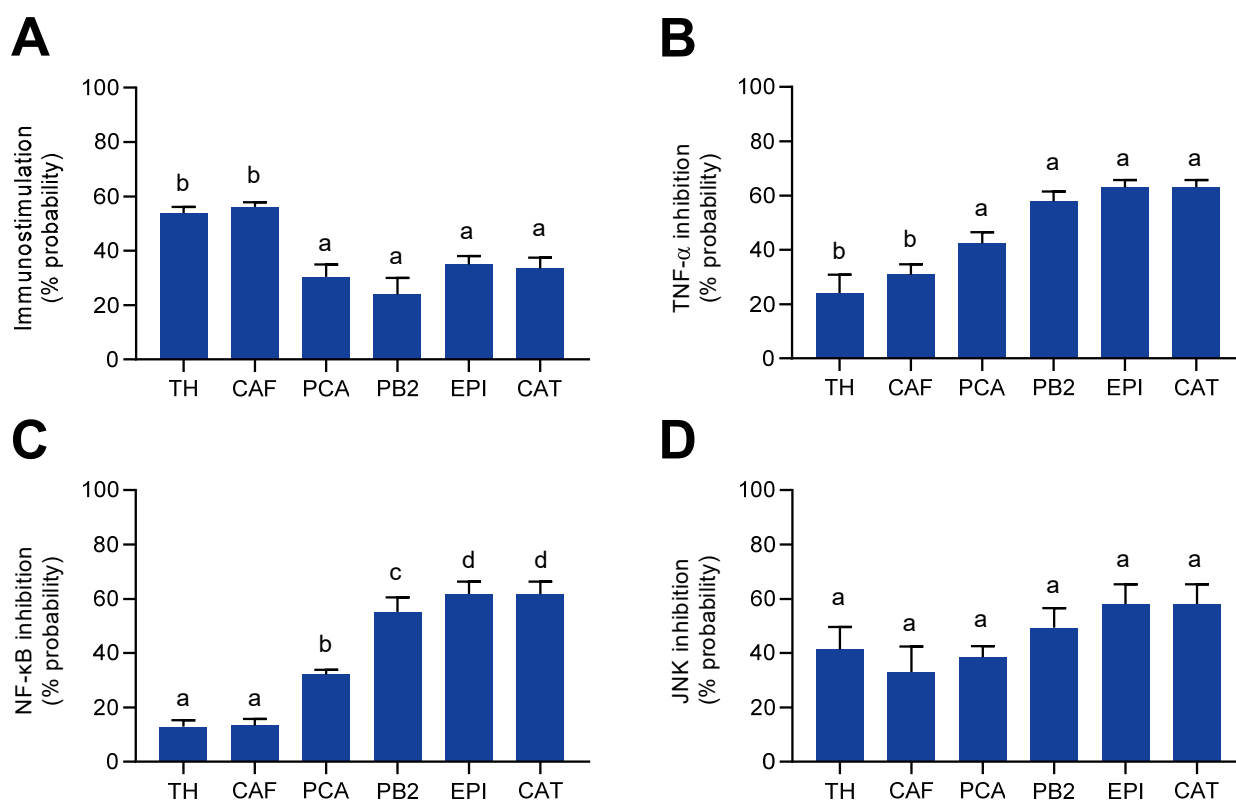 A
Immunostimulation
(% probability)
100
80
60
40
20
0
b
b
a
a
a
a
TH CAF PCA PB2 EPI CAT
B
TNF-α inhibition
(% probability)
100
80
60
40
20
0
b
b
a
a
a
a
TH CAF PCA PB2 EPI CAT
C
NF-κB inhibition
(% probability)
100
80
60
40
20
0
a
a
b
c
d
d
TH CAF PCA PB2 EPI CAT
D
JNK inhibition
(% probability)
100
80
60
40
20
0
a
a
a
a
a
a
TH CAF PCA PB2 EPI CAT